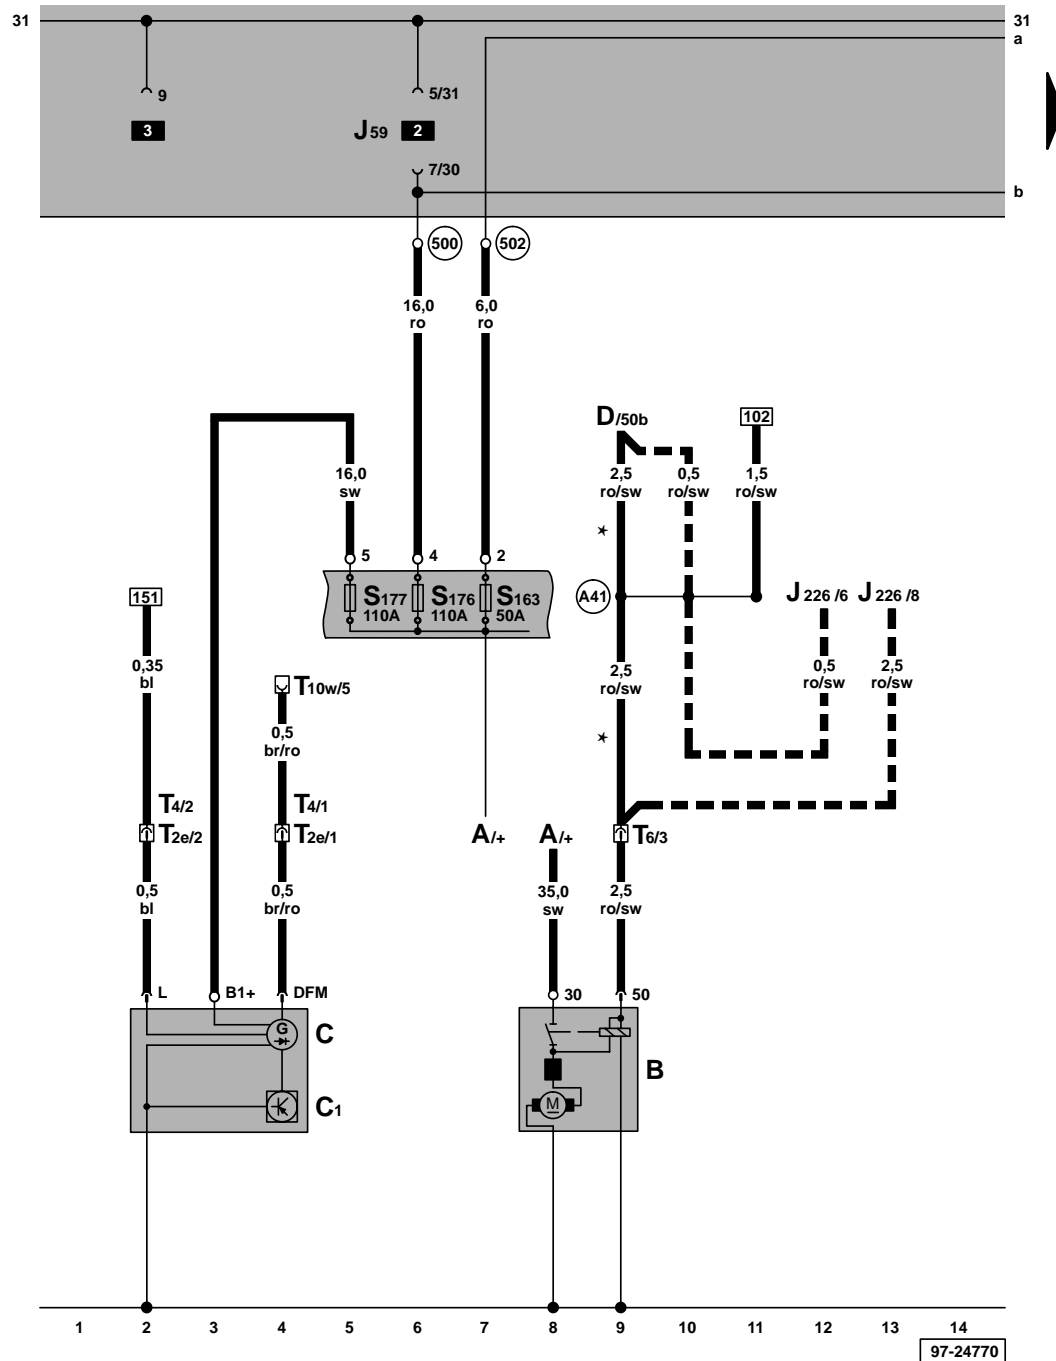 31 31
a
9 5/31
3 J59 2
7/30
b
500 502
16,0 6,0
ro ro
D/50b 102
16,0 2,5 0,5 1,5
sw ro/sw ro/sw ro/sw
*
5 4 2
151 S177 S176 S163 A41 J226/6 J226/8
110A 110A 50A
0,35 2,5 0,5 2,5
bl ro/sw ro/sw ro/sw
T10w/5
0,5
br/ro
*
T4/2 T4/1
T2e/2 T2e/1 A/+ A/+ T6/3
0,5 0,5 35,0 2,5
bl br/ro sw ro/sw
L B1+ DFM 30 50
G C
B
C1 M
1 2 3 4 5 6 7 8 9 10 11 12 13 14
97-24770